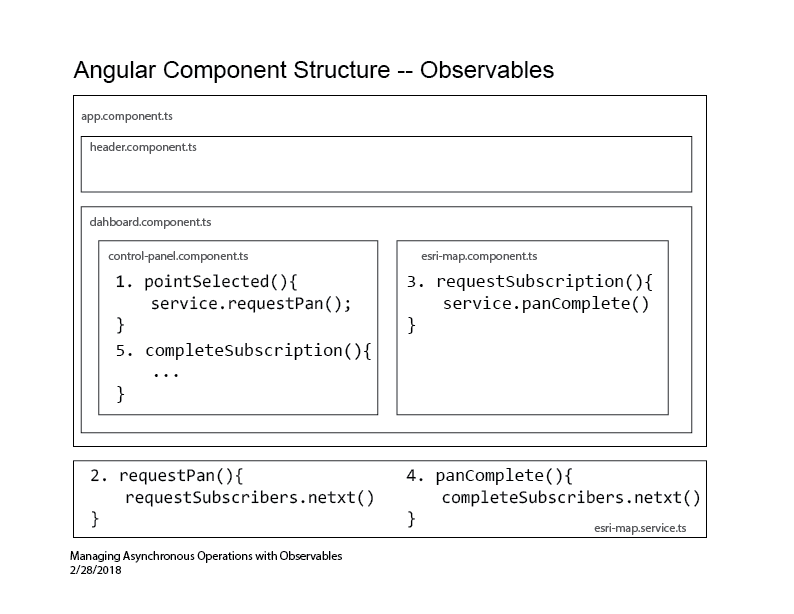 Angular Component Structure -- Observables
app.component.ts
header.component.ts
dahboard.component.ts
control-panel.component.ts
1. pointSelected(){
service.requestPan();
}
5. completeSubscription(){
...
}
esri-map.component.ts
3. requestSubscription(){
service.panComplete()
}
2. requestPan(){
requestSubscribers.netxt()
}
4. panComplete(){
completeSubscribers.netxt()
}
esri-map.service.ts
Managing Asynchronous Operations with Observables
2/28/2018